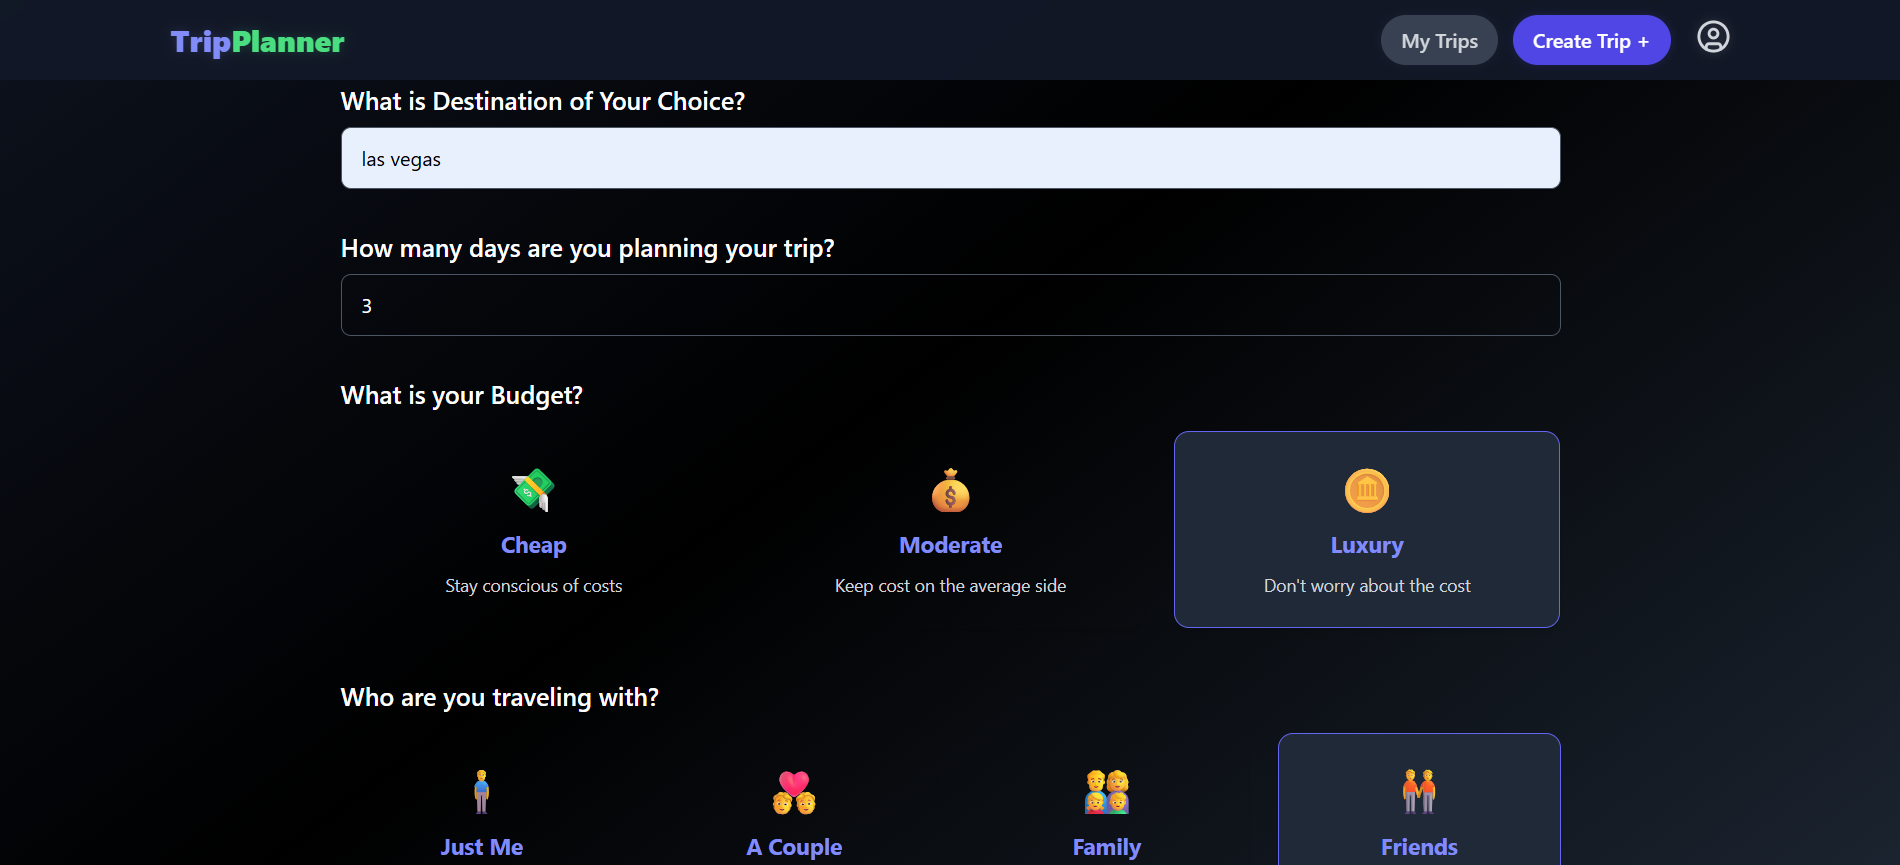 TripPlanner
My Trips
Create Trip +
What is Destination of Your Choice?
las vegas
How many days are you planning your trip?
3
What is your Budget?
Cheap
Stay conscious of costs
Moderate
Keep cost on the average side
Luxury
Don't worry about the cost
Who are you traveling with?
Just Me
A Couple
Family
Friends